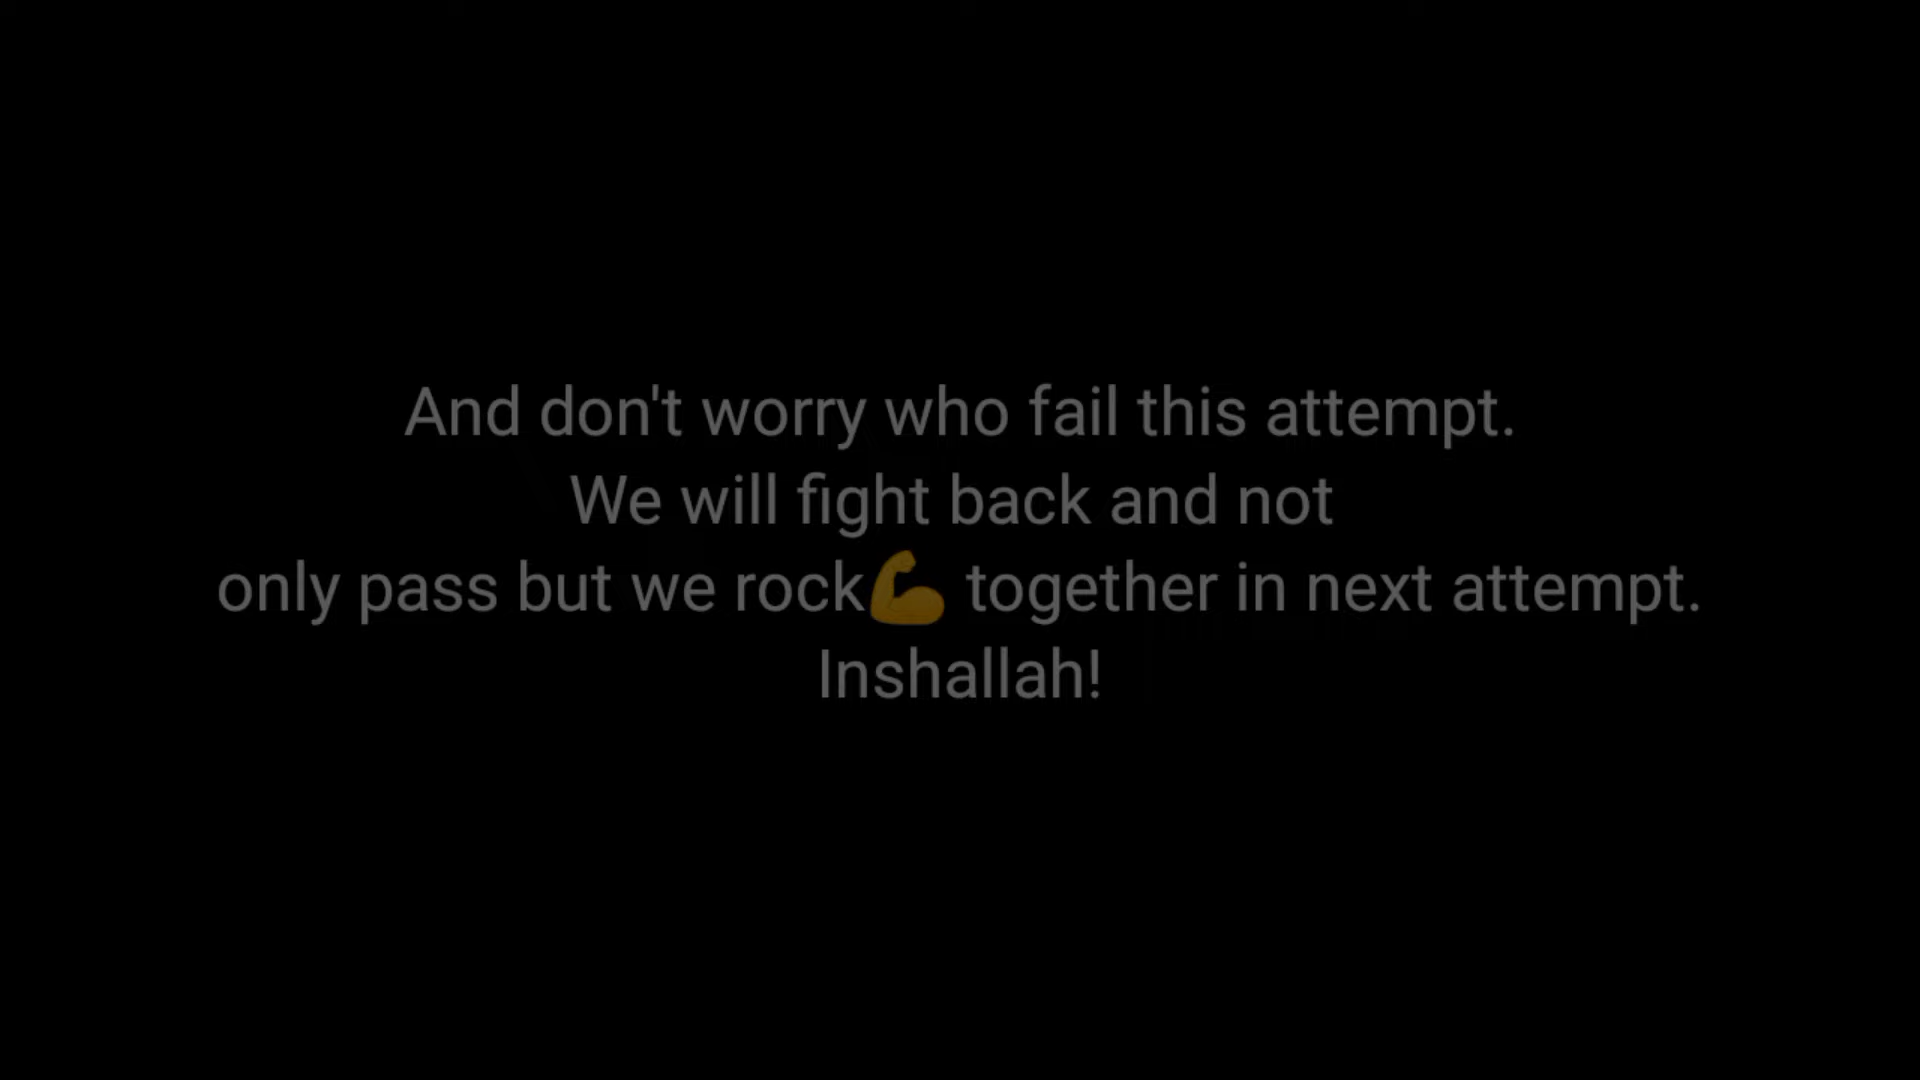 And don't worry who fail this attempt.
We will fight back and not
only pass but we rock💪 together in next attempt.
Inshallah!